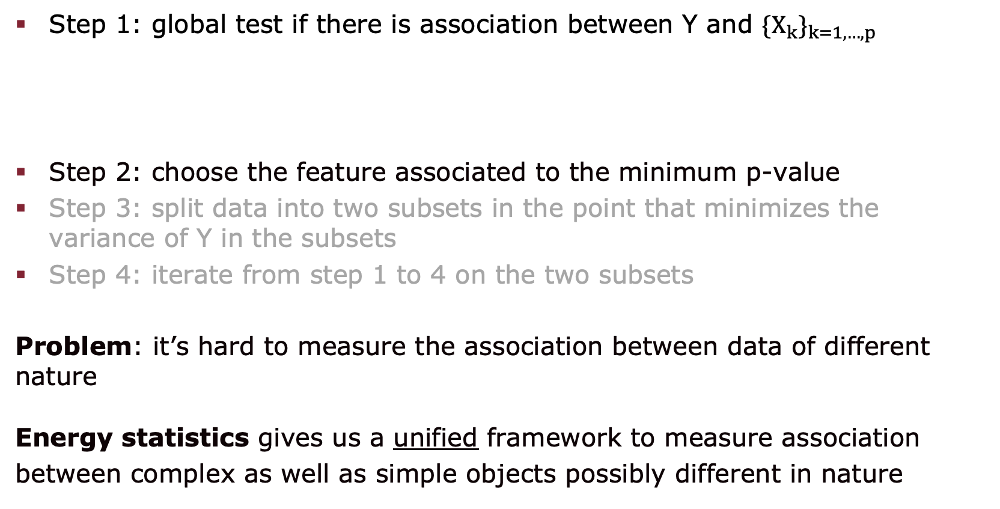 ▪ Step 1: global test if there is association between Y and {Xk}k=1,...,p
▪ Step 2: choose the feature associated to the minimum p-value
▪ Step 3: split data into two subsets in the point that minimizes the
variance of Y in the subsets
▪ Step 4: iterate from step 1 to 4 on the two subsets
Problem: it’s hard to measure the association between data of different
nature
Energy statistics gives us a unified framework to measure association
between complex as well as simple objects possibly different in nature